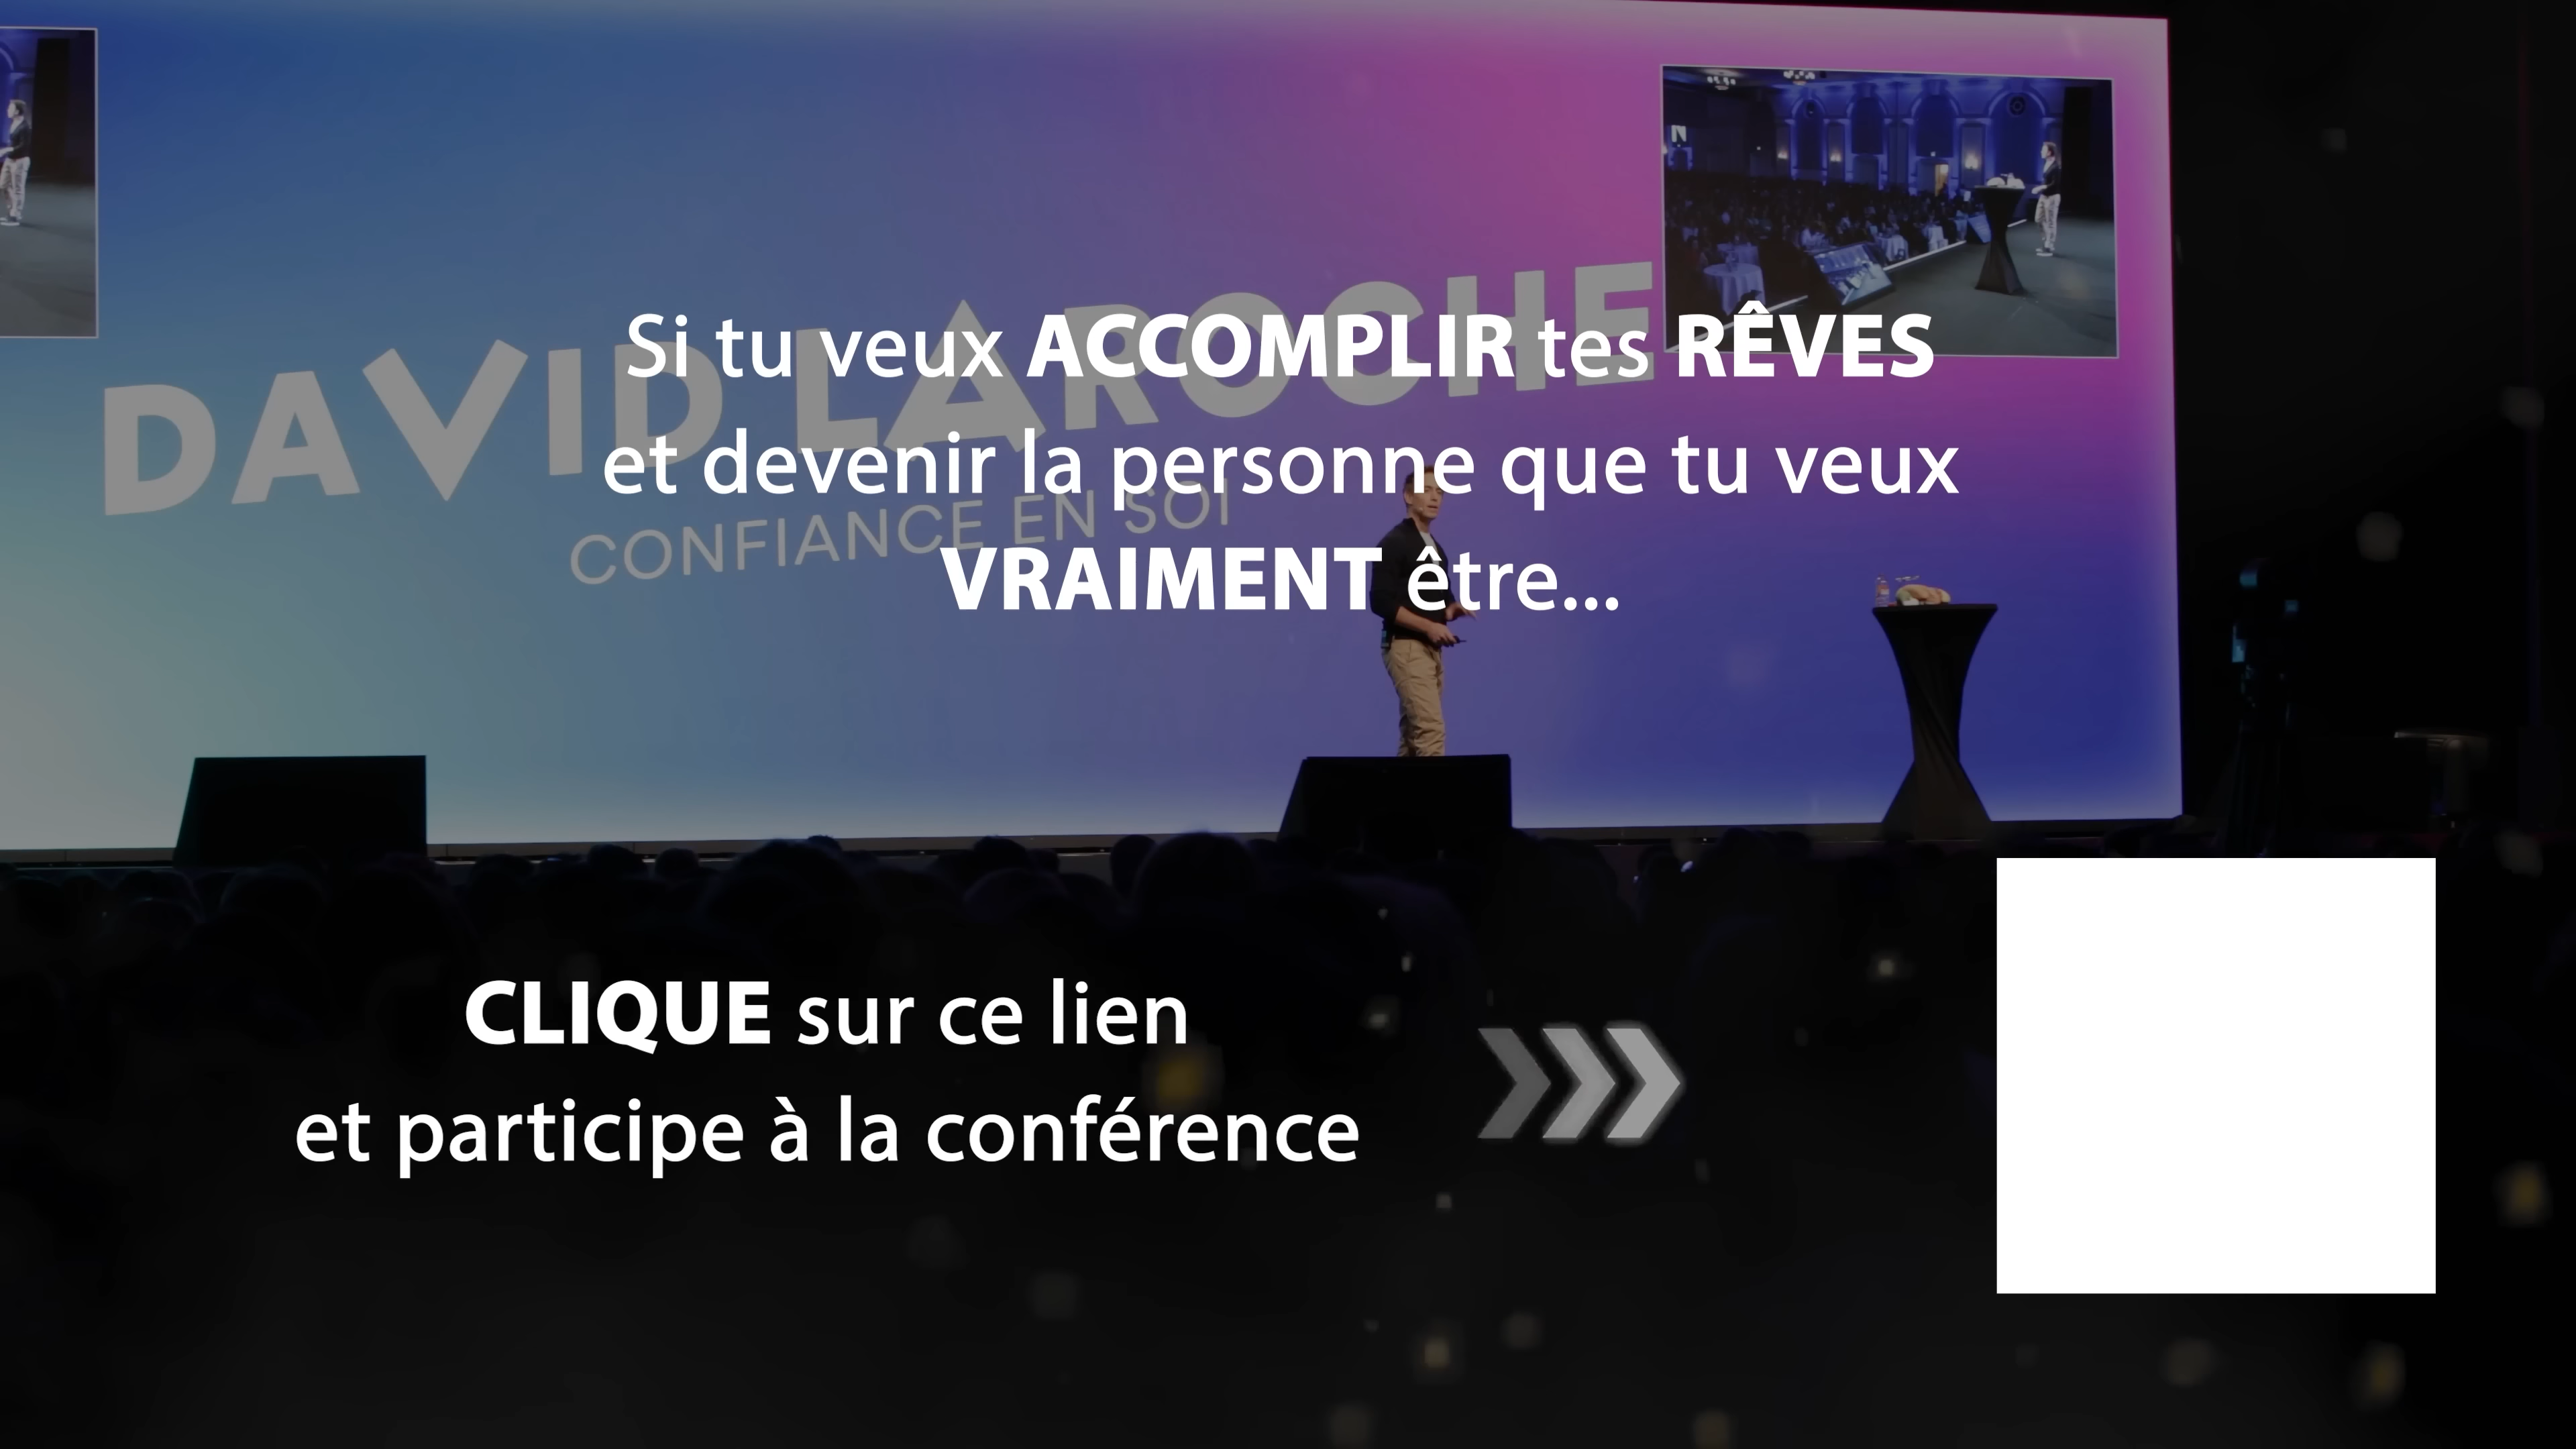 DAVID LAROCHE
CONFIANCE EN SOI
Si tu veux ACCOMPLIR tes RÊVES
et devenir la personne que tu veux
VRAIMENT être...
CLIQUE sur ce lien
et participe à la conférence